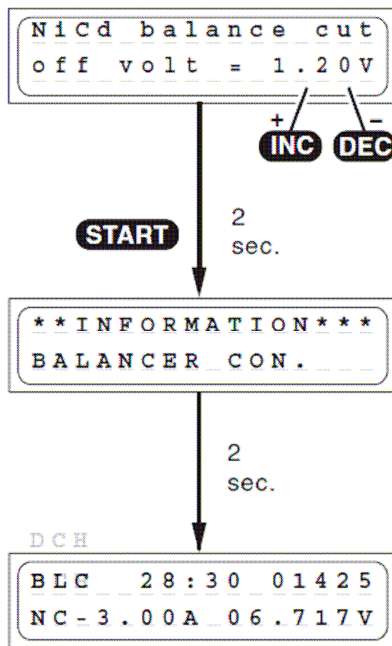 NiCd balance cut
off volt = 1.20V
+ -
INC DEC
START
2
sec.
**INFORMATION***
BALANCER CON.
2
sec.
DCH
BLC 28:30 01425
NC-3.00A 06.717V